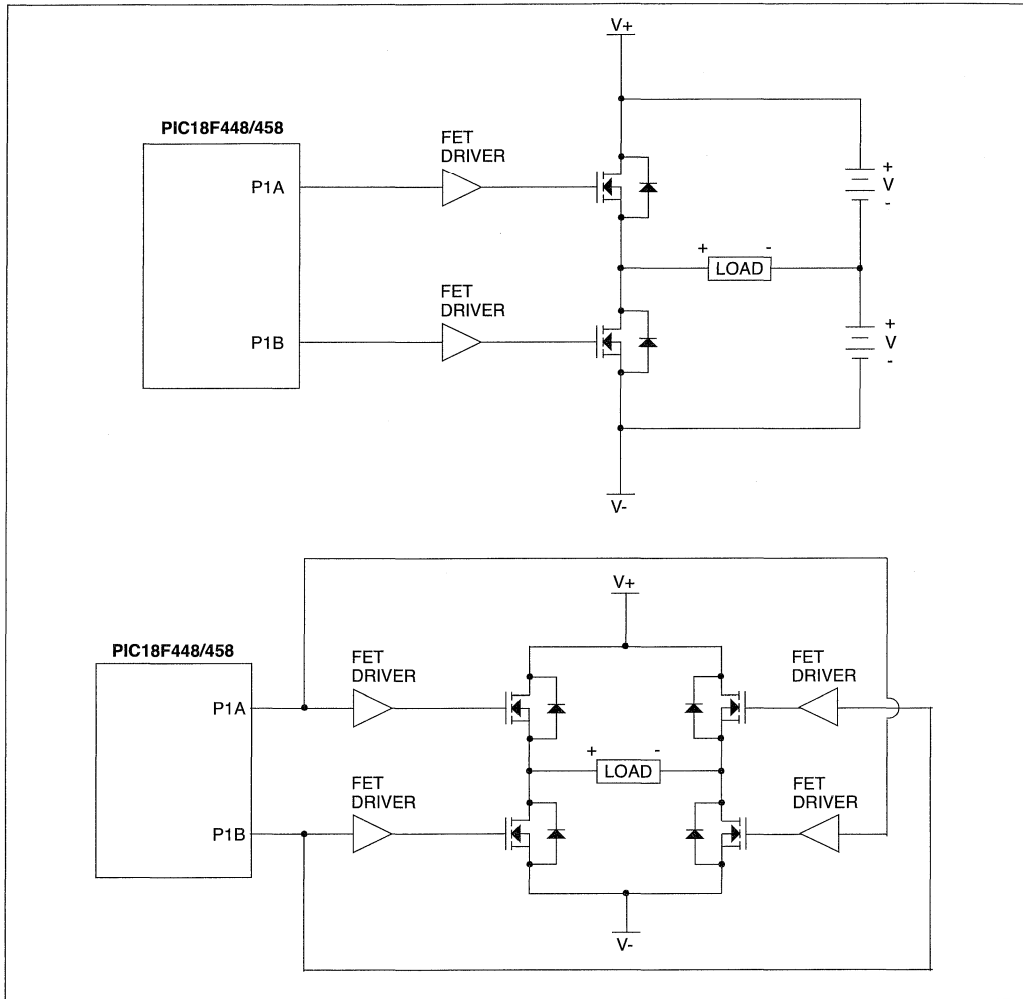 V+
PIC18F448/458
FET
DRIVER
P1A
+
V
-
+ -
LOAD
FET
DRIVER
P1B
+
V
-
V-
V+
PIC18F448/458
FET
DRIVER
FET
DRIVER
P1A
+ -
LOAD
FET
DRIVER
FET
DRIVER
P1B
V-